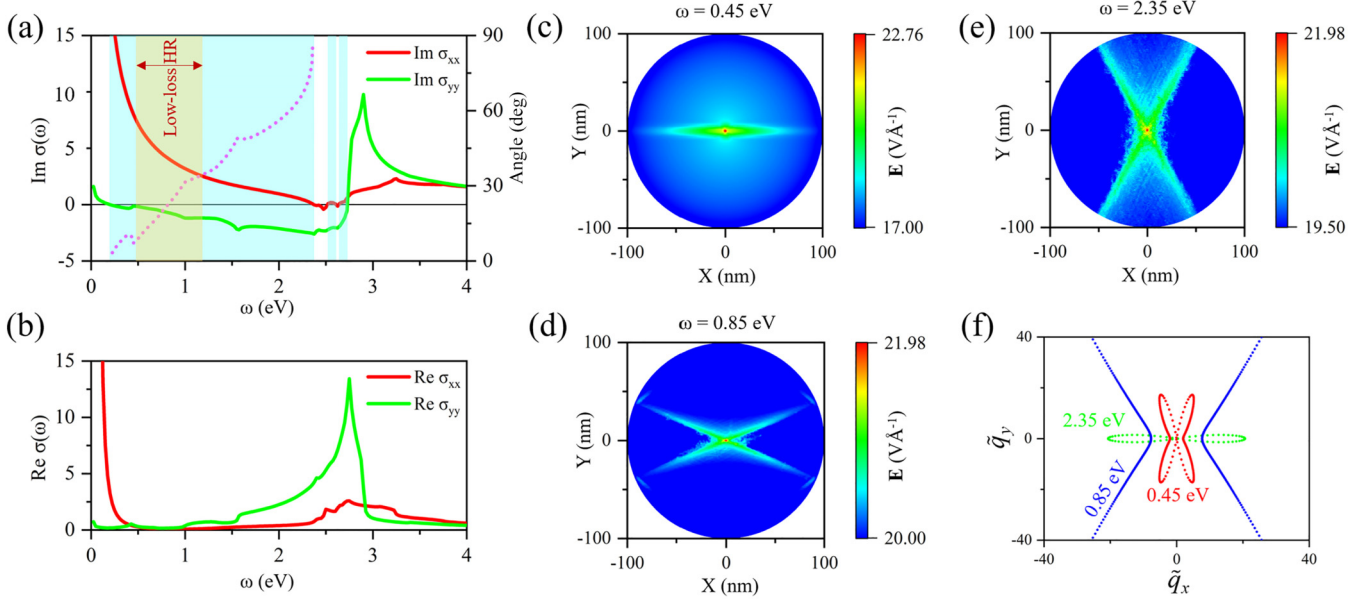 (a)
15
10
5
0
-5
Im σ(ω)
Low-loss HR
Im σxx
Im σyy
90
60
30
0
Angle (deg)
0
1
2
3
4
ω (eV)
(b)
15
10
5
0
Re σ(ω)
Re σxx
Re σyy
0
1
2
3
4
ω (eV)
(c)
ω = 0.45 eV
100
0
-100
Y (nm)
-100
0
100
X (nm)
22.76
17.00
E (VÅ⁻¹)
(d)
ω = 0.85 eV
100
0
-100
Y (nm)
-100
0
100
X (nm)
21.98
20.00
E (VÅ⁻¹)
(e)
ω = 2.35 eV
100
0
-100
Y (nm)
-100
0
100
X (nm)
21.98
19.50
E (VÅ⁻¹)
(f)
40
0
-40
q̃y
2.35 eV
0.85 eV
0.45 eV
-40
0
40
q̃x